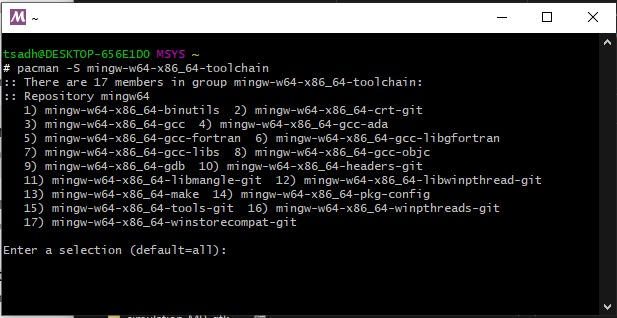 M ~
tsadh@DESKTOP-656E1D0 MSYS ~
# pacman -S mingw-w64-x86_64-toolchain
:: There are 17 members in group mingw-w64-x86_64-toolchain:
:: Repository mingw64
   1) mingw-w64-x86_64-binutils  2) mingw-w64-x86_64-crt-git
   3) mingw-w64-x86_64-gcc  4) mingw-w64-x86_64-gcc-ada
   5) mingw-w64-x86_64-gcc-fortran  6) mingw-w64-x86_64-gcc-libgfortran
   7) mingw-w64-x86_64-gcc-libs  8) mingw-w64-x86_64-gcc-objc
   9) mingw-w64-x86_64-gdb  10) mingw-w64-x86_64-headers-git
   11) mingw-w64-x86_64-libmangle-git  12) mingw-w64-x86_64-libwinpthread-git
   13) mingw-w64-x86_64-make  14) mingw-w64-x86_64-pkg-config
   15) mingw-w64-x86_64-tools-git  16) mingw-w64-x86_64-winpthreads-git
   17) mingw-w64-x86_64-winstorecompat-git
Enter a selection (default=all):